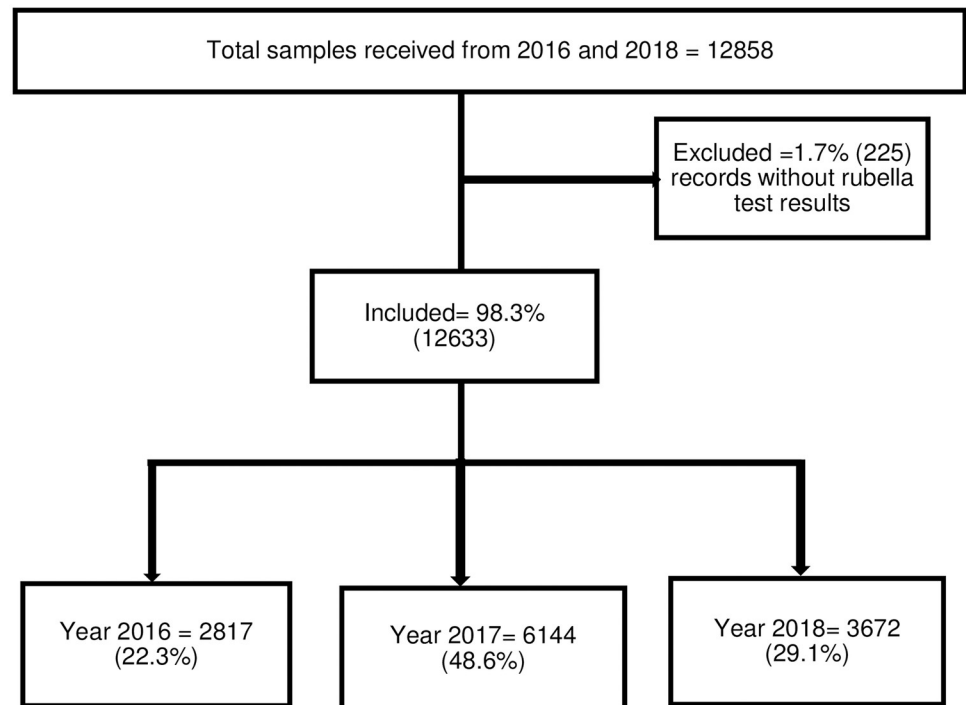 Total samples received from 2016 and 2018 = 12858
Excluded =1.7% (225)
records without rubella
test results
Included= 98.3%
(12633)
Year 2016 = 2817
(22.3%)
Year 2017= 6144
(48.6%)
Year 2018= 3672
(29.1%)